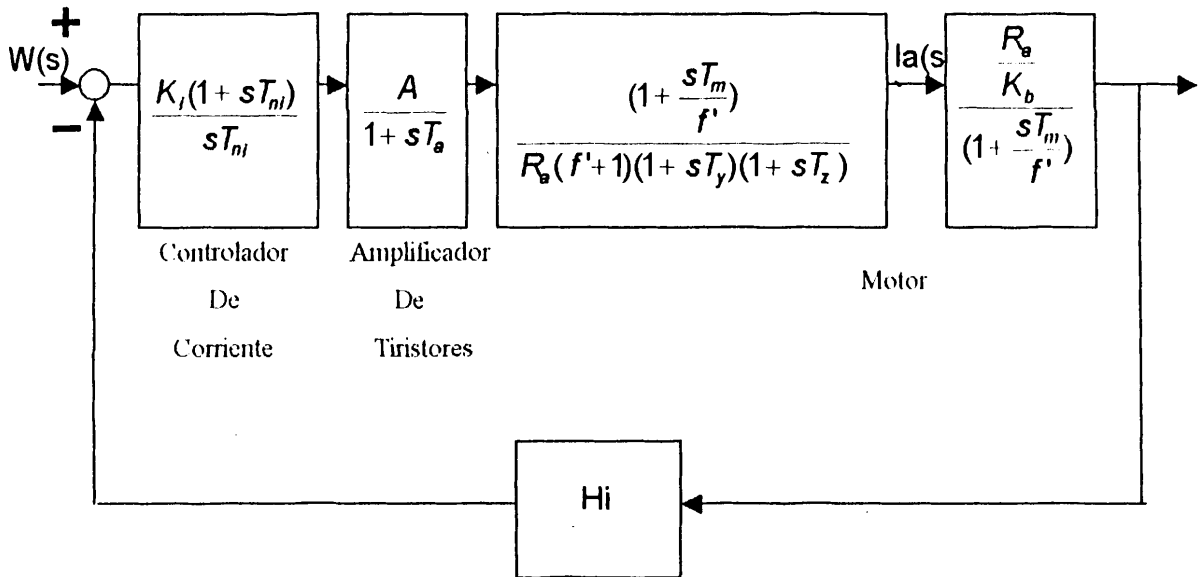 +
W(s)
−
K_i(1 + sT_ni)
sT_ni
A
1 + sT_a
(1 + sT_m / f')
R_a(f'+1)(1 + sT_y)(1 + sT_z)
Ia(s
R_a
K_b
(1 + sT_m / f')
Controlador
De
Corriente
Amplificador
De
Tiristores
Motor
Hi